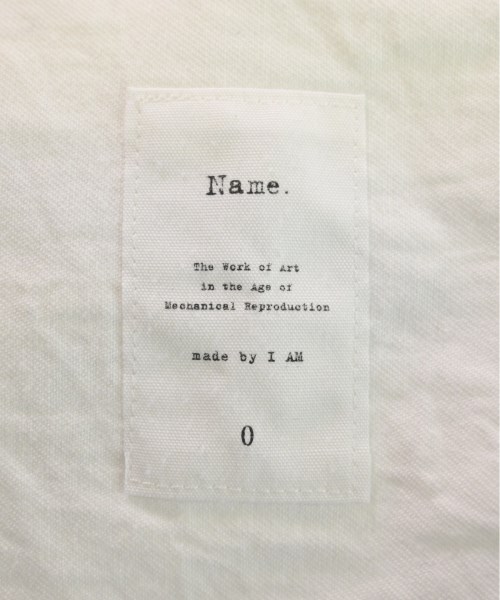 Name.
The Work of Art
in the Age of
Mechanical Reproduction
made by I AM
0